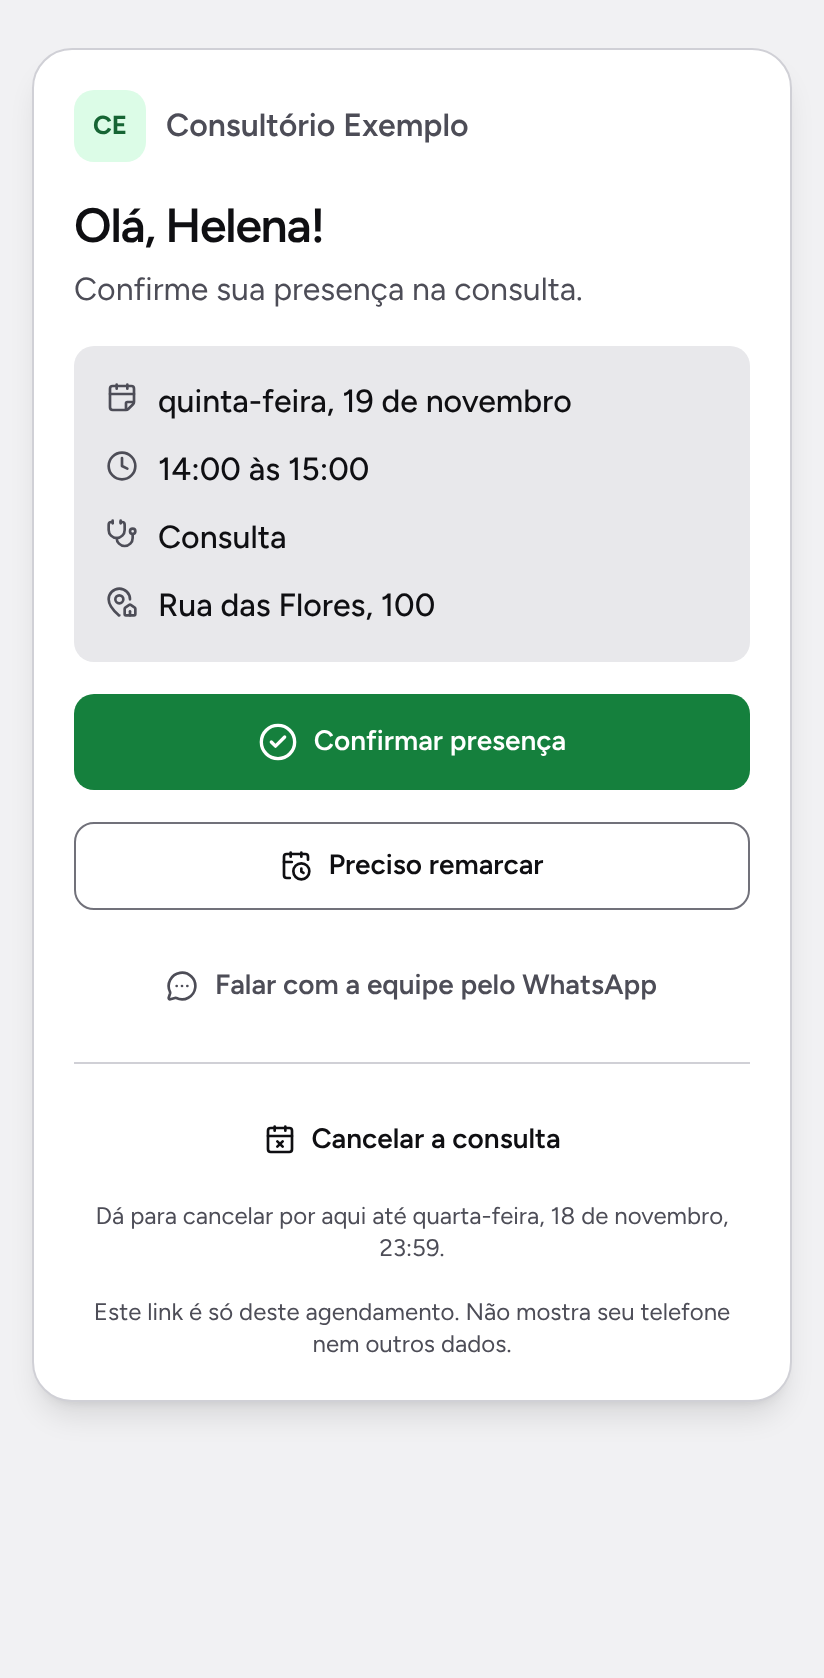 CE
Consultório Exemplo
Olá, Helena!
Confirme sua presença na consulta.
quinta-feira, 19 de novembro
14:00 às 15:00
Consulta
Rua das Flores, 100
Confirmar presença
Preciso remarcar
Falar com a equipe pelo WhatsApp
Cancelar a consulta
Dá para cancelar por aqui até quarta-feira, 18 de novembro,
23:59.
Este link é só deste agendamento. Não mostra seu telefone
nem outros dados.